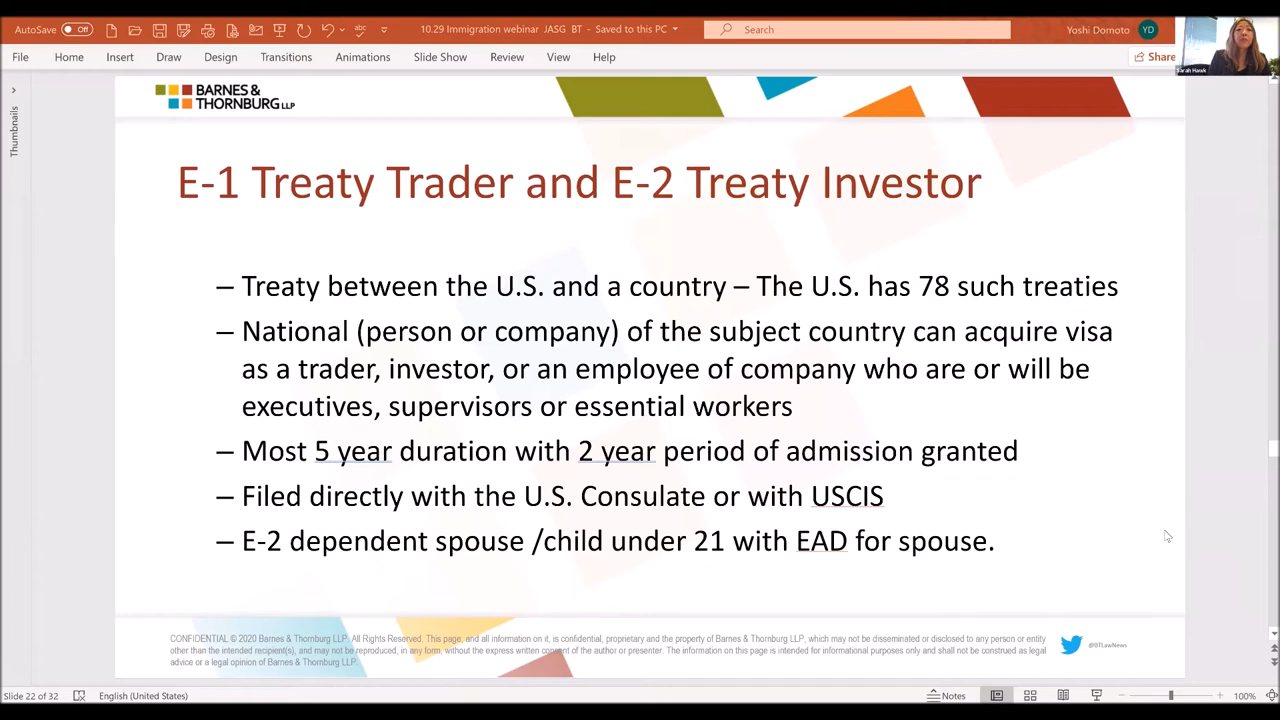 AutoSave Off 10.29 Immigration webinar JASG BT - Saved to this PC Search Yoshi Domoto YD
File Home Insert Draw Design Transitions Animations Slide Show Review View Help Share
Sarah Hawk
Thumbnails
BARNES &
THORNBURG LLP
E-1 Treaty Trader and E-2 Treaty Investor
– Treaty between the U.S. and a country – The U.S. has 78 such treaties
– National (person or company) of the subject country can acquire visa
as a trader, investor, or an employee of company who are or will be
executives, supervisors or essential workers
– Most 5 year duration with 2 year period of admission granted
– Filed directly with the U.S. Consulate or with USCIS
– E-2 dependent spouse /child under 21 with EAD for spouse.
CONFIDENTIAL © 2020 Barnes & Thornburg LLP. All Rights Reserved. This page, and all information on it, is confidential, proprietary and the property of Barnes & Thornburg LLP, which may not be disseminated or disclosed to any person or entity
other than the intended recipient(s), and may not be reproduced, in any form, without the express written consent of the author or presenter. The information on this page is intended for informational purposes only and shall not be construed as legal
advice or a legal opinion of Barnes & Thornburg LLP.
@BTLawNews
Slide 22 of 32 English (United States) Notes 100%